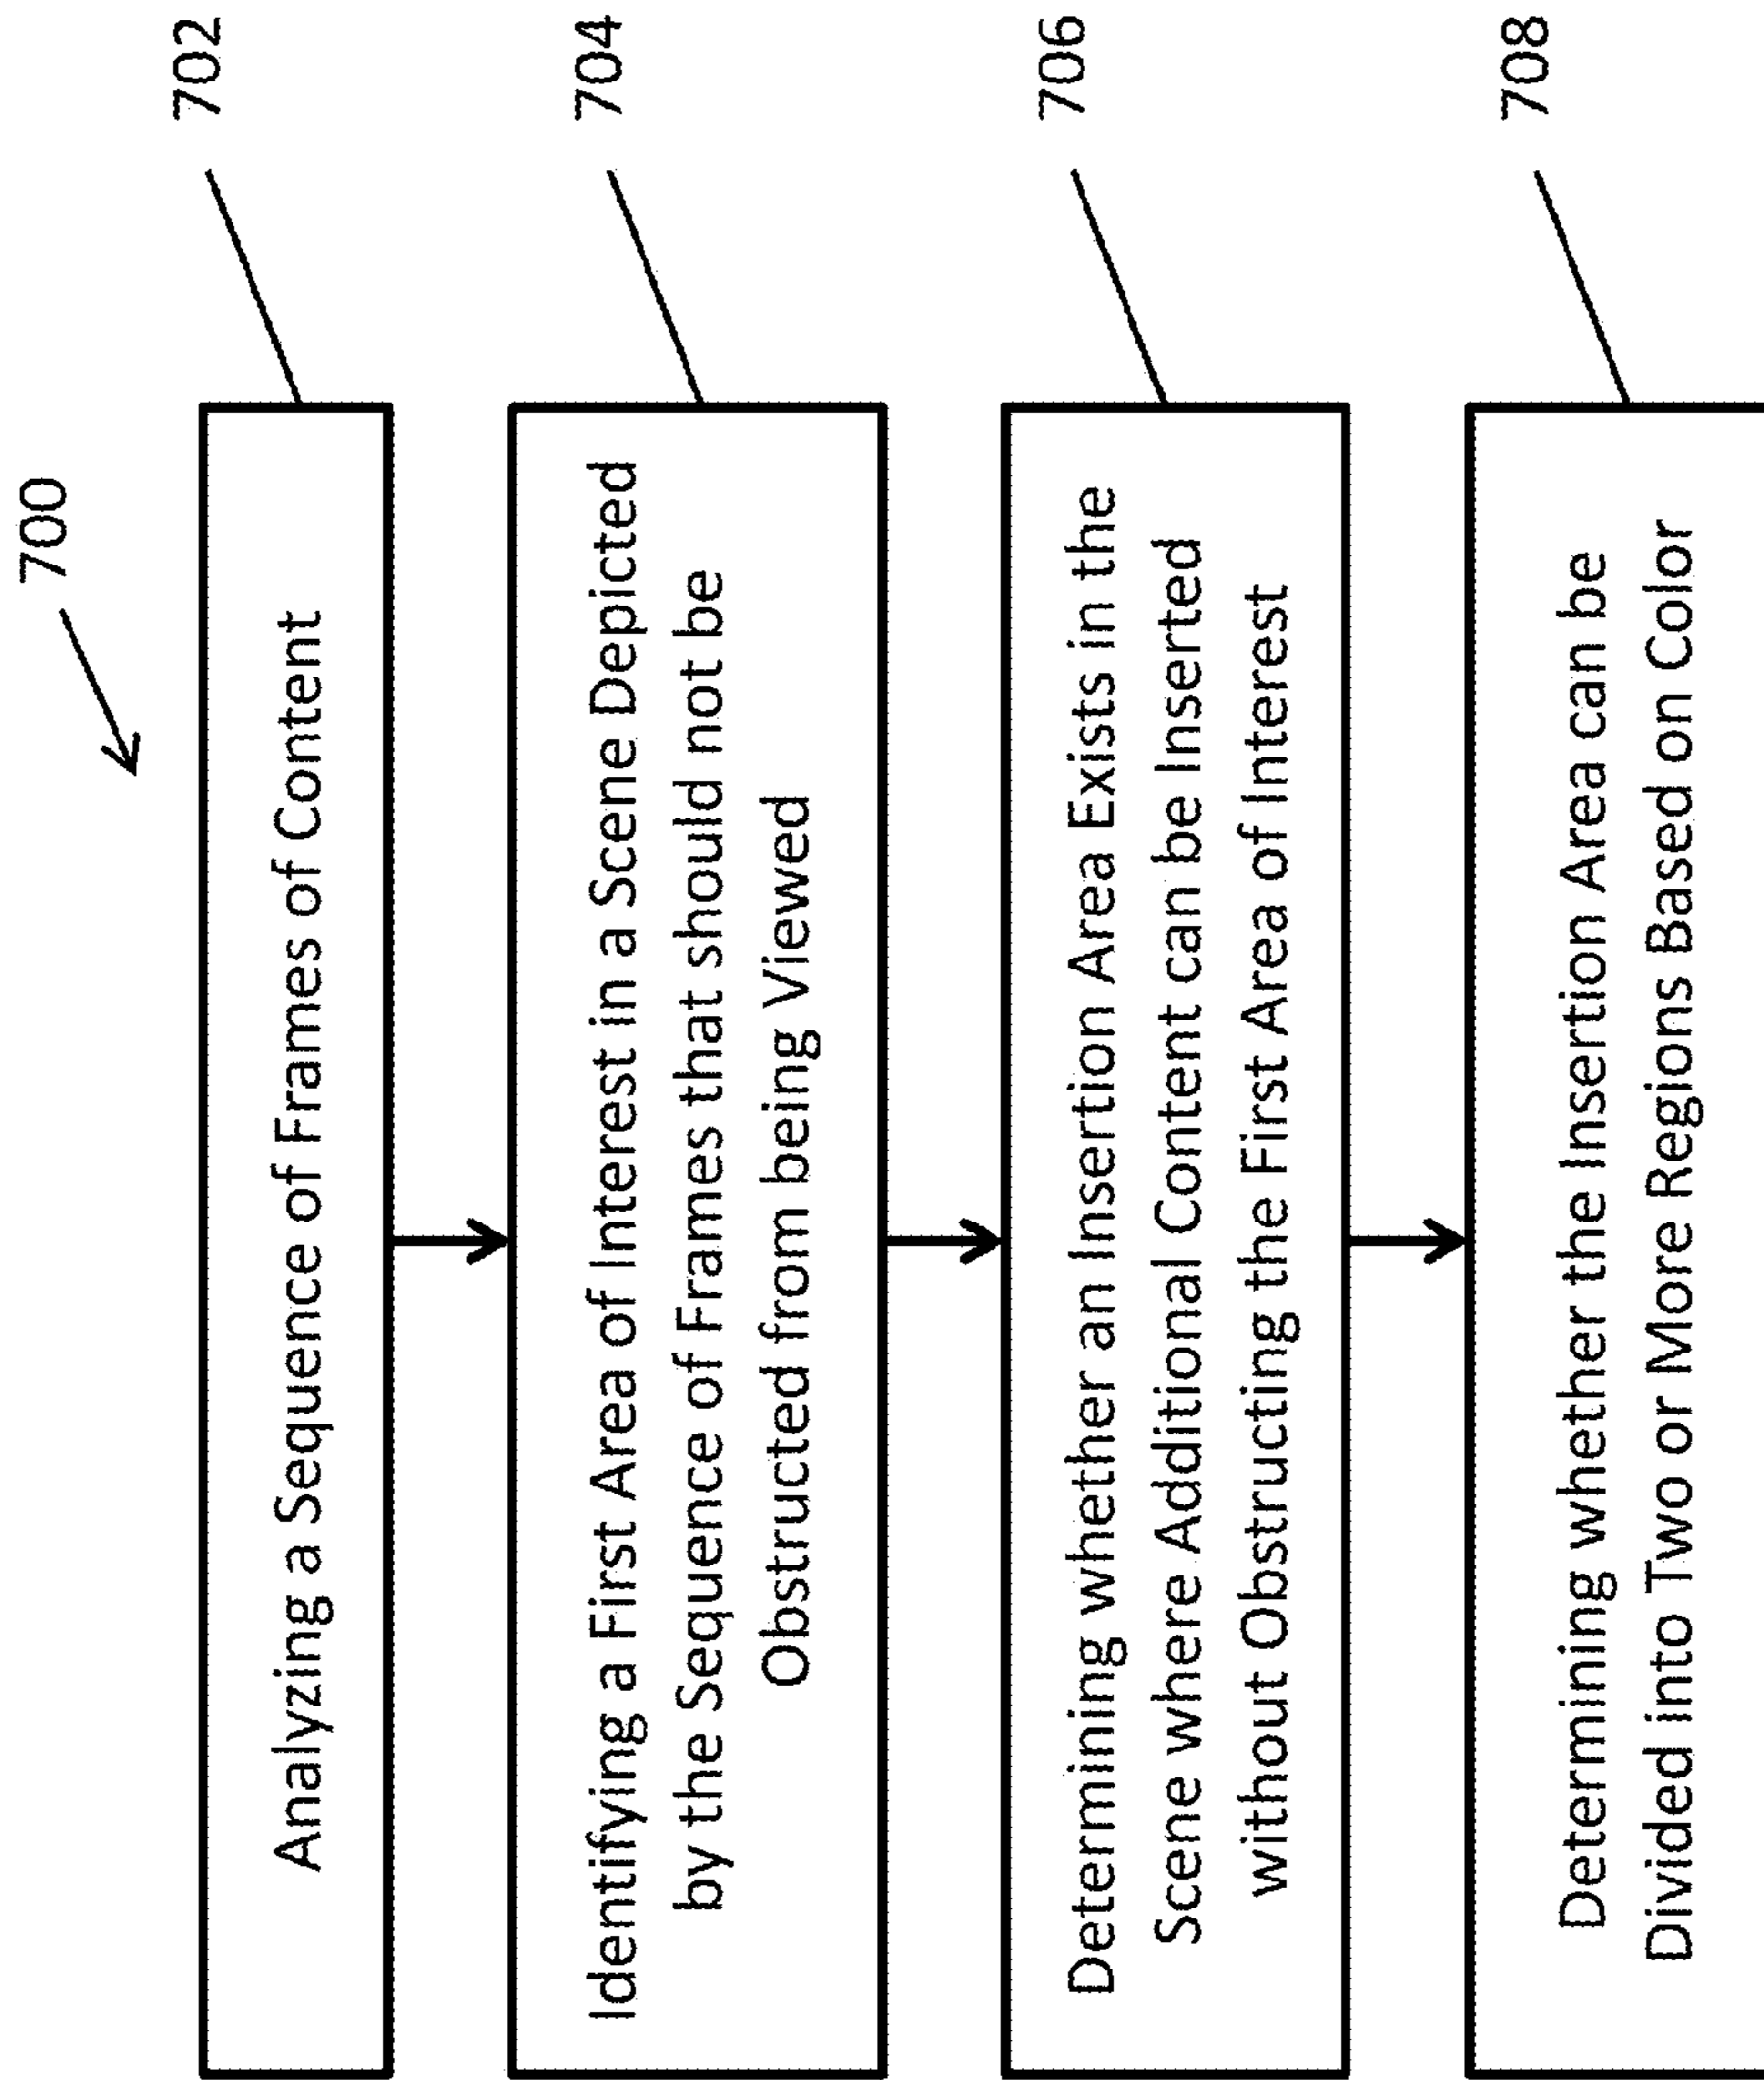 700
702
Analyzing a Sequence of Frames of Content
704
Identifying a First Area of Interest in a Scene Depicted
by the Sequence of Frames that should not be
Obstructed from being Viewed
706
Determining whether an Insertion Area Exists in the
Scene where Additional Content can be Inserted
without Obstructing the First Area of Interest
708
Determining whether the Insertion Area can be
Divided into Two or More Regions Based on Color